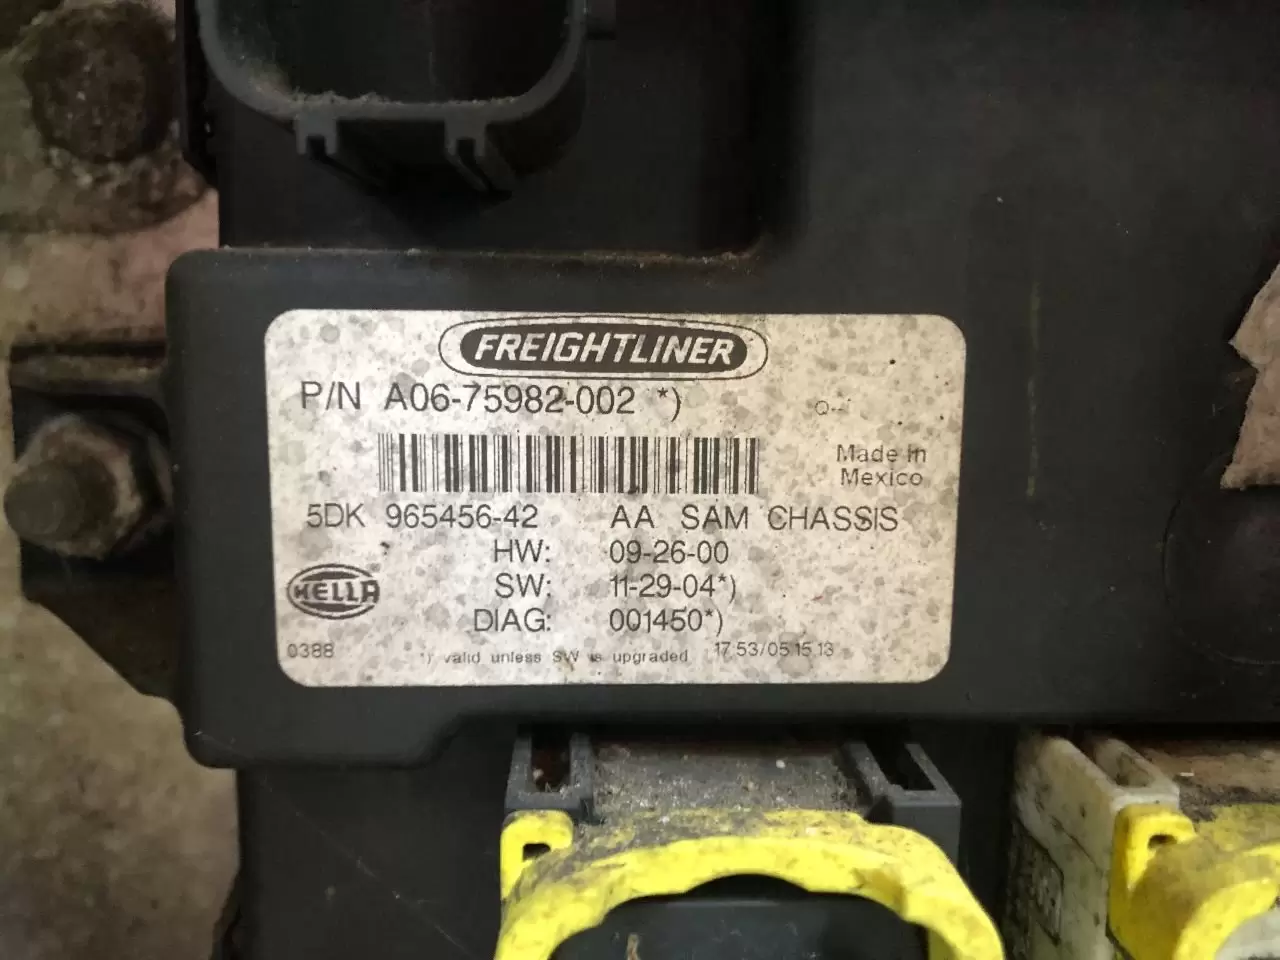 FREIGHTLINER
P/N A06-75982-002 *)
Made in
Mexico
5DK 965456-42 AA SAM CHASSIS
HW: 09-26-00
SW: 11-29-04*)
HELLA
DIAG: 001450*)
0388 *) valid unless SW is upgraded 17:53/05.15.13